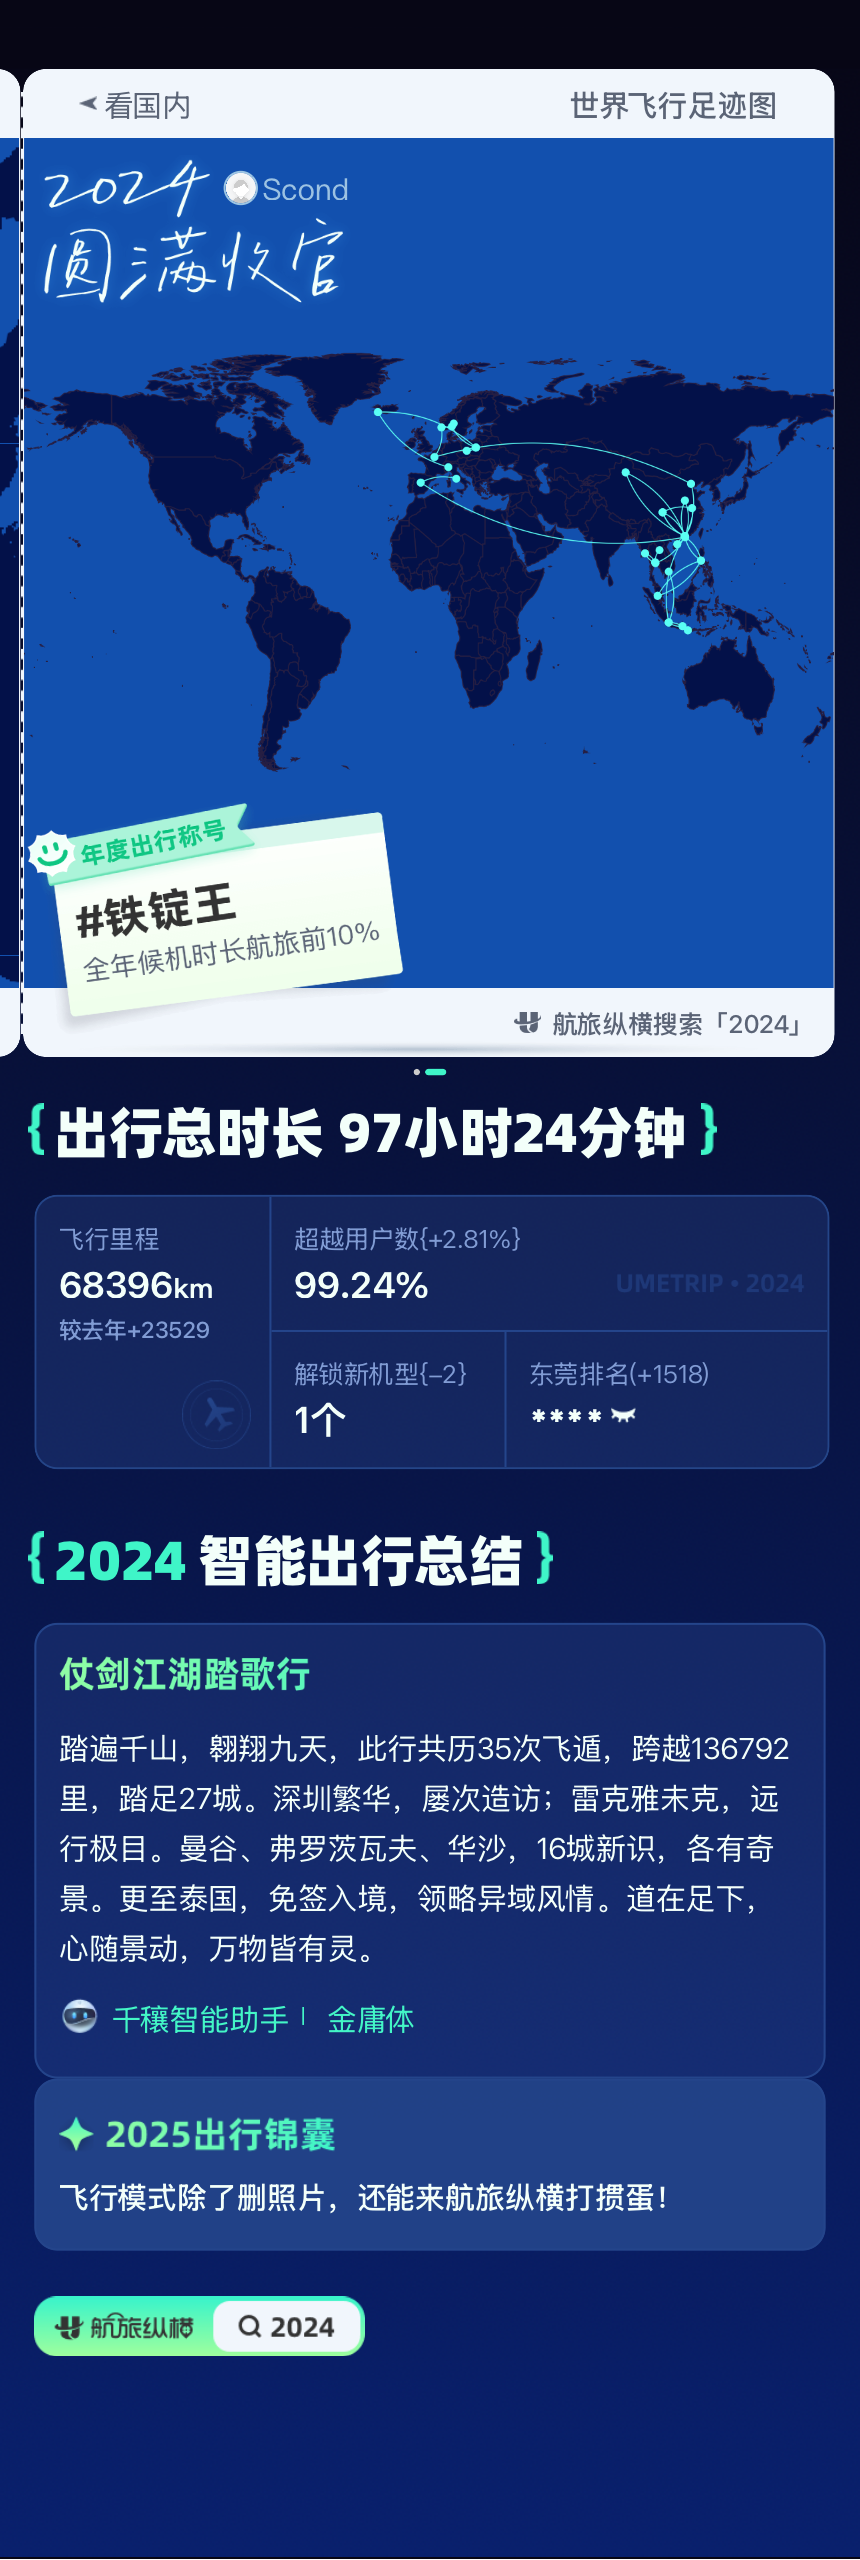 看国内
世界飞行足迹图
2024 Scond
圆满收官
年度出行称号
#铁锭王
全年候机时长航旅前10%
航旅纵横搜索「2024」
{出行总时长 97小时24分钟}
飞行里程
68396km
较去年+23529
超越用户数{+2.81%}
99.24%
UMETRIP • 2024
解锁新机型{-2}
1个
东莞排名(+1518)
****
{2024 智能出行总结}
仗剑江湖踏歌行
踏遍千山，翱翔九天，此行共历35次飞遁，跨越136792
里，踏足27城。深圳繁华，屡次造访；雷克雅未克，远
行极目。曼谷、弗罗茨瓦夫、华沙，16城新识，各有奇
景。更至泰国，免签入境，领略异域风情。道在足下，
心随景动，万物皆有灵。
千穰智能助手 | 金庸体
2025出行锦囊
飞行模式除了删照片，还能来航旅纵横打掼蛋！
航旅纵横 2024